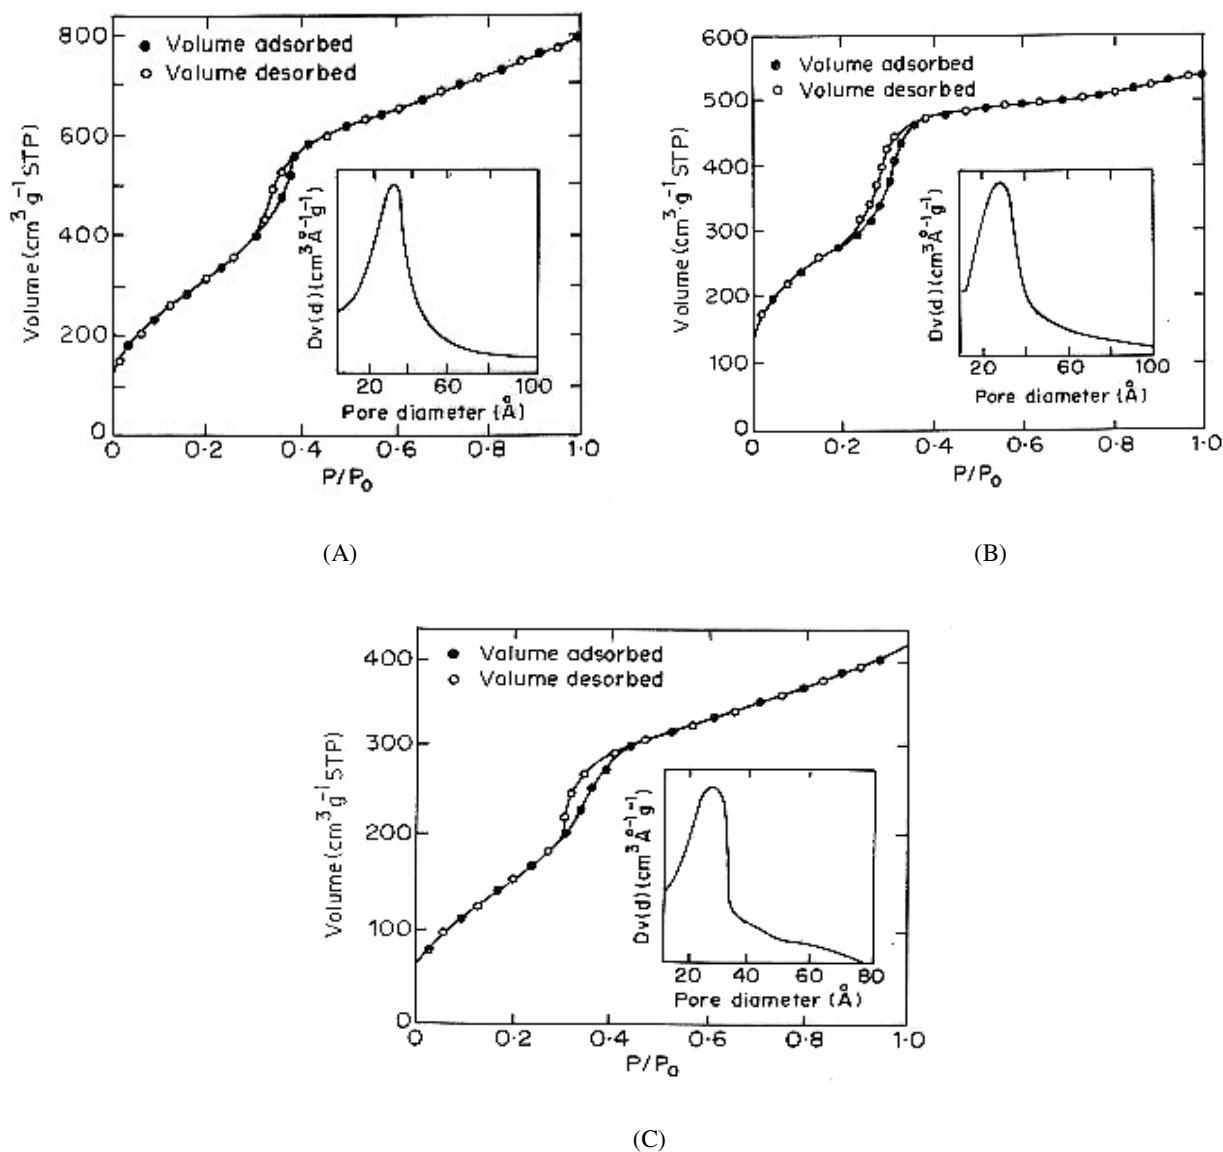 800
600
400
200
0
● Volume adsorbed
○ Volume desorbed
Volume (cm³ g⁻¹ STP)
0 0·2 0·4 0·6 0·8 1·0
P/P₀
Dv(d) (cm³ Å⁻¹ g⁻¹)
20 60 100
Pore diameter (Å)
(A)
600
500
400
300
200
100
0
● Volume adsorbed
○ Volume desorbed
Volume (cm³ g⁻¹ STP)
0 0·2 0·4 0·6 0·8 1.0
P/P₀
Dv(d) (cm³ Å⁻¹ g⁻¹)
20 60 100
Pore diameter (Å)
(B)
400
300
200
100
0
● Volume adsorbed
○ Volume desorbed
Volume (cm³ g⁻¹ STP)
0 0·2 0·4 0·6 0·8 1·0
P/P₀
Dv(d) (cm³ Å⁻¹ g⁻¹)
20 40 60 80
Pore diameter (Å)
(C)